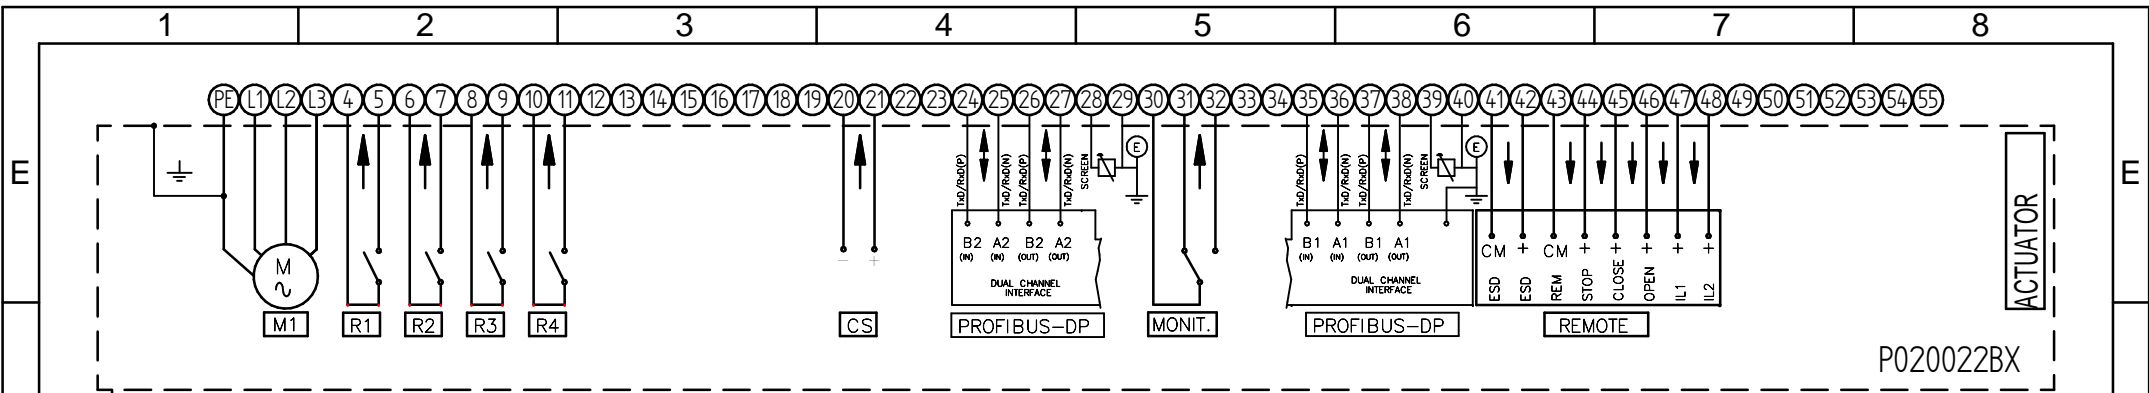 1 2 3 4 5 6 7 8
PE L1 L2 L3 4 5 6 7 8 9 10 11 12 13 14 15 16 17 18 19 20 21 22 23 24 25 26 27 28 29 30 31 32 33 34 35 36 37 38 39 40 41 42 43 44 45 46 47 48 49 50 51 52 53 54 55
E E
TxD/RxD(P) TxD/RxD(N) TxD/RxD(P) TxD/RxD(N) SCREEN E
TxD/RxD(P) TxD/RxD(N) TxD/RxD(P) TxD/RxD(N) SCREEN E
M
∿
− +
B2 A2 B2 A2
(IN) (IN) (OUT) (OUT)
DUAL CHANNEL
INTERFACE
B1 A1 B1 A1
(IN) (IN) (OUT) (OUT)
DUAL CHANNEL
INTERFACE
CM + CM + + + + +
ESD ESD REM STOP CLOSE OPEN IL1 IL2
ACTUATOR
M1 R1 R2 R3 R4 CS PROFIBUS-DP MONIT. PROFIBUS-DP REMOTE
P020022BX